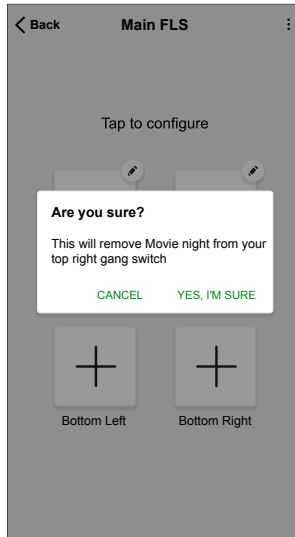 Back Main FLS
Tap to configure
Are you sure?
This will remove Movie night from your
top right gang switch
CANCEL YES, I'M SURE
Bottom Left Bottom Right